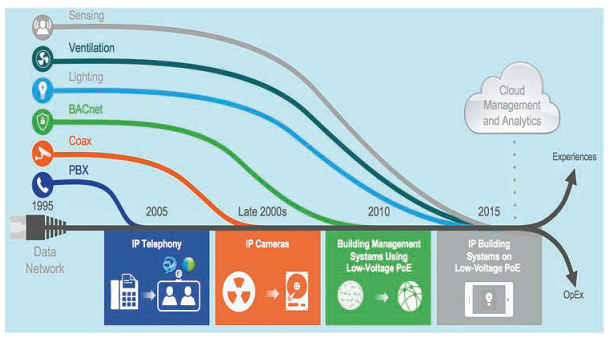 Sensing
Ventilation
Lighting
BACnet
Coax
PBX
Cloud
Management
and Analytics
Experiences
1995
2005
Late 2000s
2010
2015
Data
Network
IP Telephony
IP Cameras
Building Management
Systems Using
Low-Voltage PoE
IP Building
Systems on
Low-Voltage PoE
OpEx